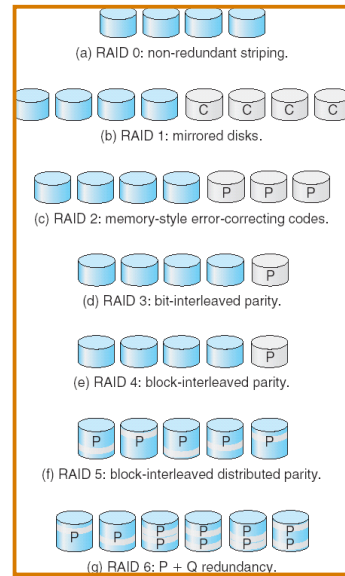 (a) RAID 0: non-redundant striping.
C C C C
(b) RAID 1: mirrored disks.
P P P
(c) RAID 2: memory-style error-correcting codes.
P
(d) RAID 3: bit-interleaved parity.
P
(e) RAID 4: block-interleaved parity.
P P P P P
(f) RAID 5: block-interleaved distributed parity.
P P P P P P
P P P P
(g) RAID 6: P + Q redundancy.